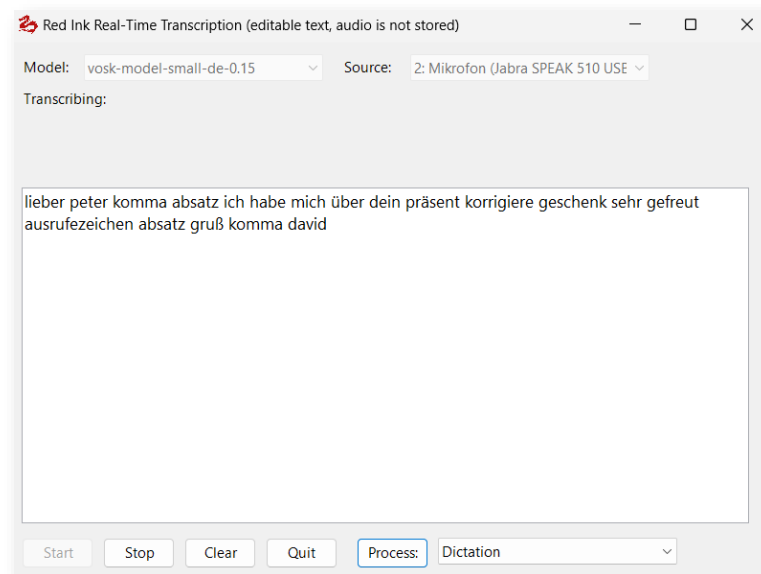 Red Ink Real-Time Transcription (editable text, audio is not stored)
Model: vosk-model-small-de-0.15 Source: 2: Mikrofon (Jabra SPEAK 510 USE
Transcribing:
lieber peter komma absatz ich habe mich über dein präsent korrigiere geschenk sehr gefreut
ausrufezeichen absatz gruß komma david
Start Stop Clear Quit Process: Dictation